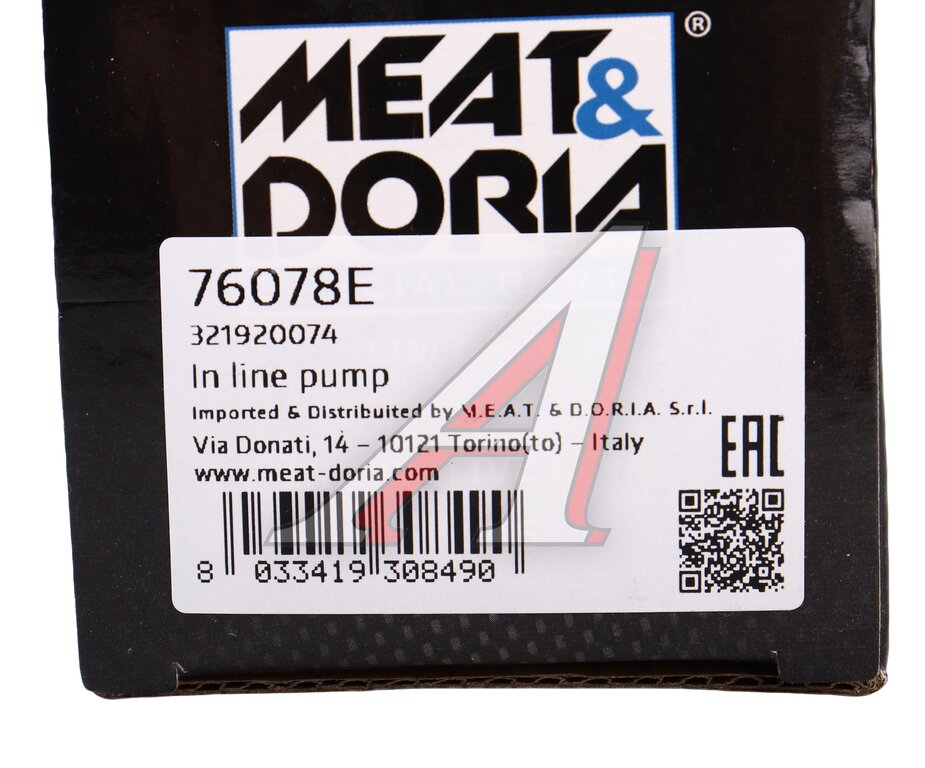 MEAT&
DORIA
®
76078E
321920074
In line pump
Imported & Distribuited by M.E.A.T. & D.O.R.I.A. S.r.l.
Via Donati, 14 – 10121 Torino(to) – Italy
www.meat-doria.com
EAC
8 033419 308490